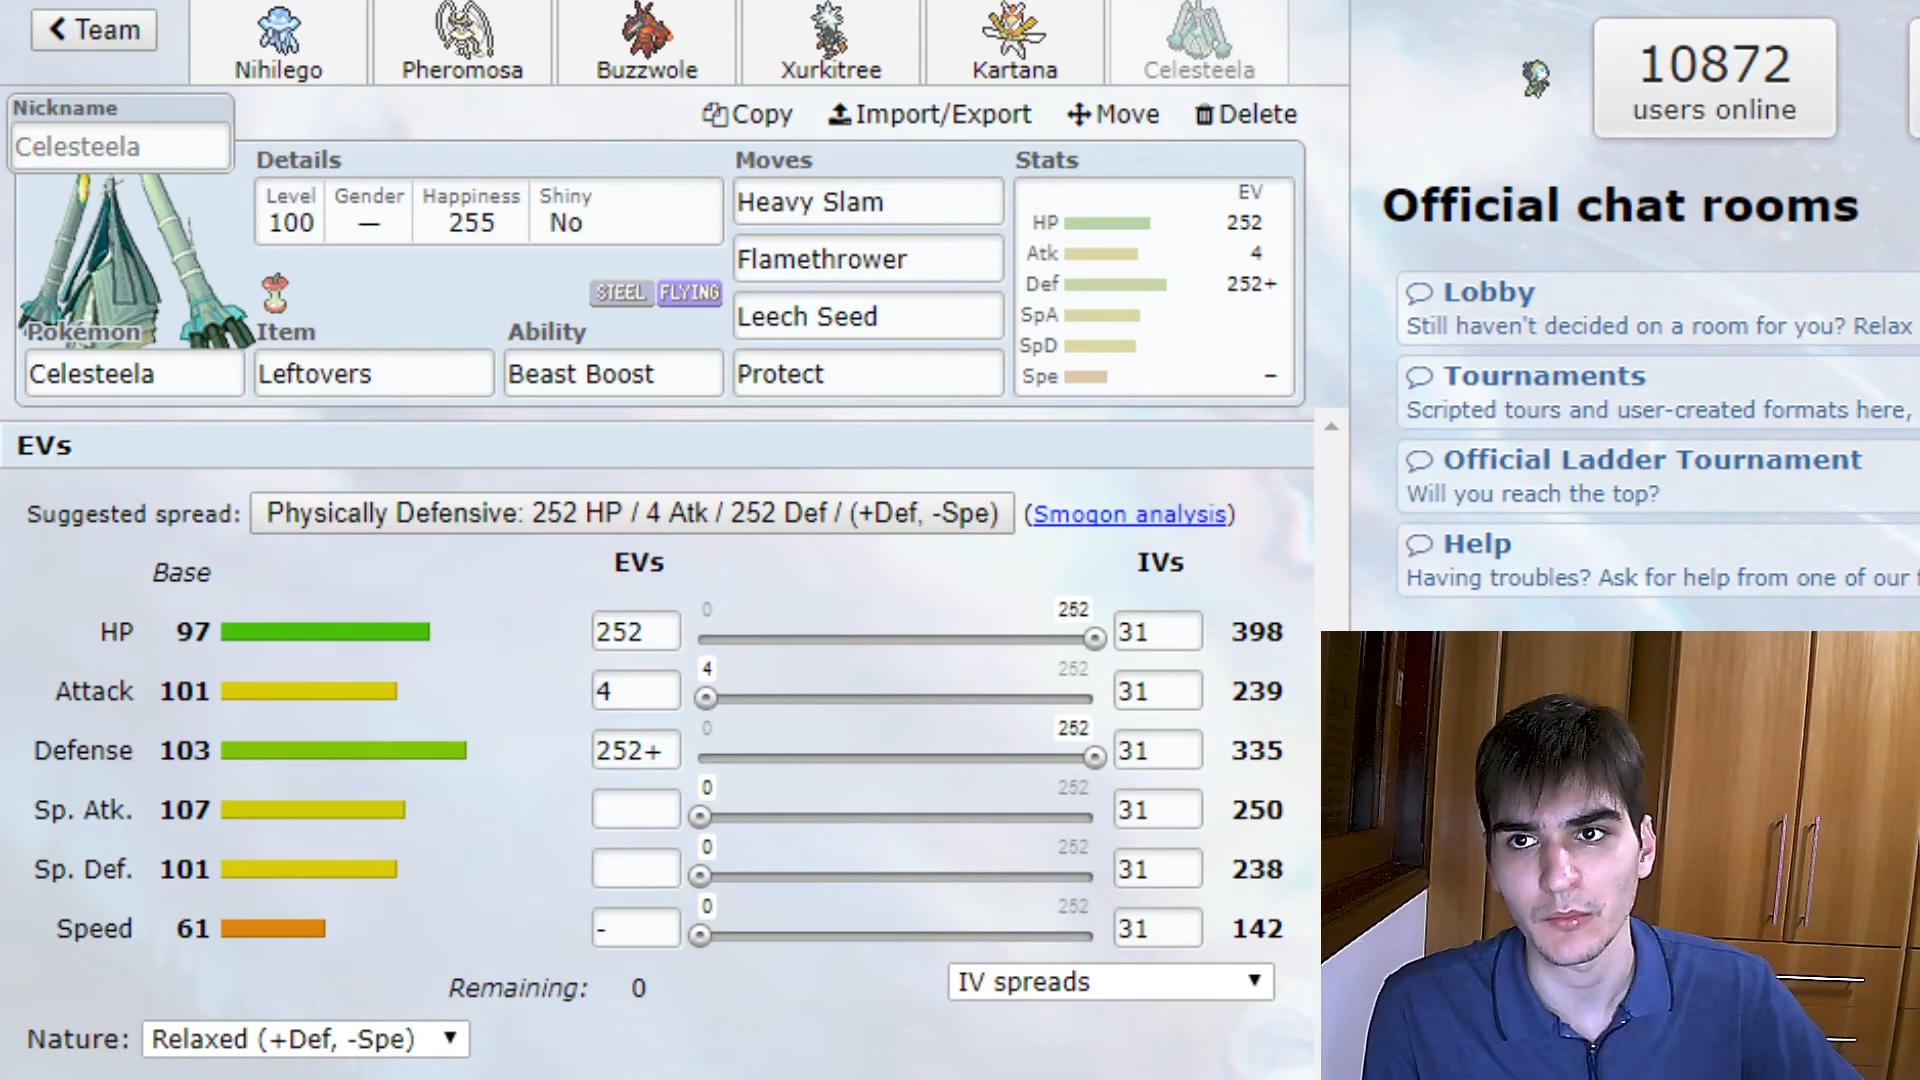 Team
Nihilego
Pheromosa
Buzzwole
Xurkitree
Kartana
Celesteela
10872
users online
Nickname
Celesteela
Copy
Import/Export
Move
Delete
Details
Moves
Stats
Level
100
Gender
—
Happiness
255
Shiny
No
STEEL FLYING
Pokémon
Celesteela
Item
Leftovers
Ability
Beast Boost
Heavy Slam
Flamethrower
Leech Seed
Protect
EV
HP 252
Atk 4
Def 252+
SpA
SpD
Spe –
Official chat rooms
Lobby
Still haven't decided on a room for you? Relax
Tournaments
Scripted tours and user-created formats here,
Official Ladder Tournament
Will you reach the top?
Help
Having troubles? Ask for help from one of our
EVs
Suggested spread: Physically Defensive: 252 HP / 4 Atk / 252 Def / (+Def, -Spe) (Smogon analysis)
Base EVs IVs
0 252
HP 97 252 31 398
4 252
Attack 101 4 31 239
0 252
Defense 103 252+ 31 335
0 252
Sp. Atk. 107 31 250
0 252
Sp. Def. 101 31 238
0 252
Speed 61 - 31 142
Remaining: 0 IV spreads
Nature: Relaxed (+Def, -Spe)